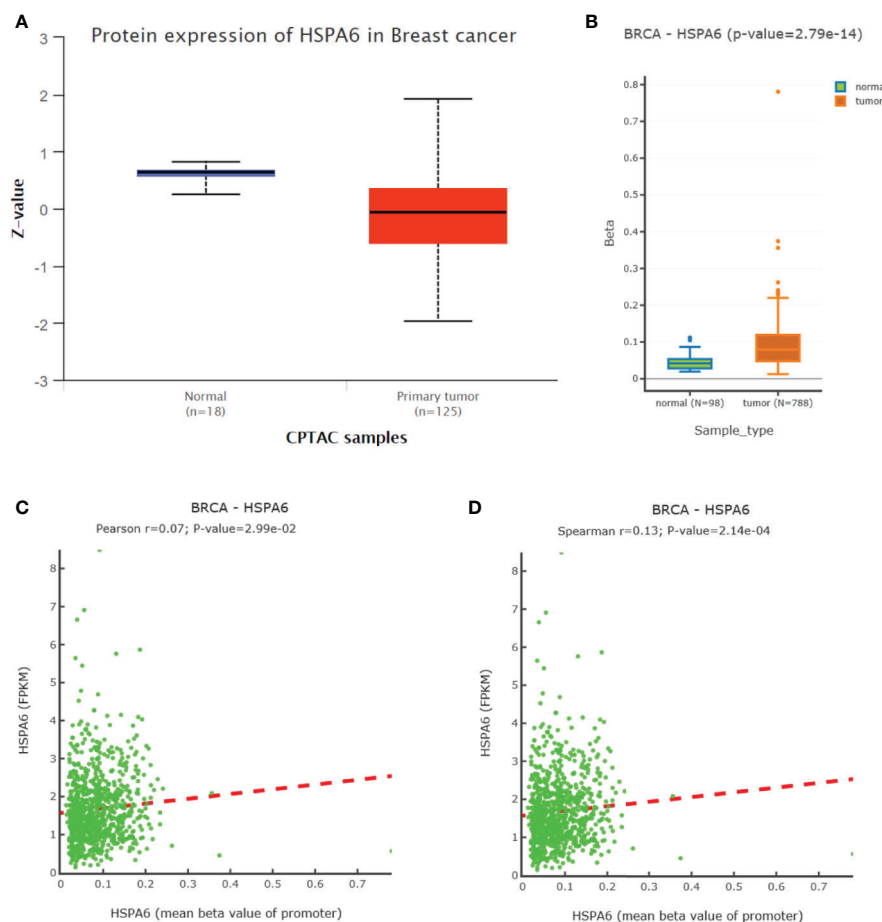 A
Protein expression of HSPA6 in Breast cancer
3
2
1
0
-1
-2
-3
Z-value
Normal
(n=18)
Primary tumor
(n=125)
CPTAC samples
B
BRCA - HSPA6 (p-value=2.79e-14)
0.8
0.7
0.6
0.5
0.4
0.3
0.2
0.1
0
Beta
norma
tumor
normal (N=98)
tumor (N=788)
Sample_type
C
BRCA - HSPA6
Pearson r=0.07; P-value=2.99e-02
8
7
6
5
4
3
2
1
0
HSPA6 (FPKM)
0
0.1
0.2
0.3
0.4
0.5
0.6
0.7
HSPA6 (mean beta value of promoter)
D
BRCA - HSPA6
Spearman r=0.13; P-value=2.14e-04
8
7
6
5
4
3
2
1
0
HSPA6 (FPKM)
0
0.1
0.2
0.3
0.4
0.5
0.6
0.7
HSPA6 (mean beta value of promoter)